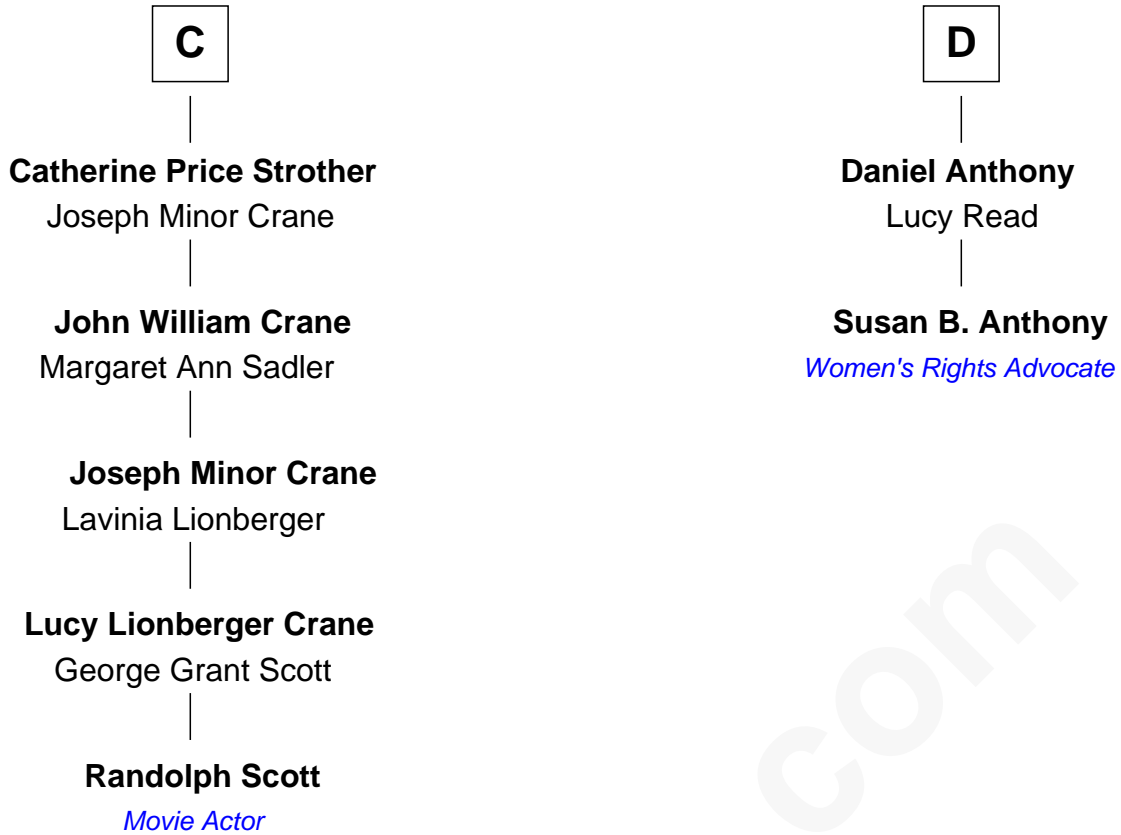 C
Catherine Price Strother
Joseph Minor Crane
John William Crane
Margaret Ann Sadler
Joseph Minor Crane
Lavinia Lionberger
Lucy Lionberger Crane
George Grant Scott
Randolph Scott
Movie Actor
D
Daniel Anthony
Lucy Read
Susan B. Anthony
Women's Rights Advocate
com